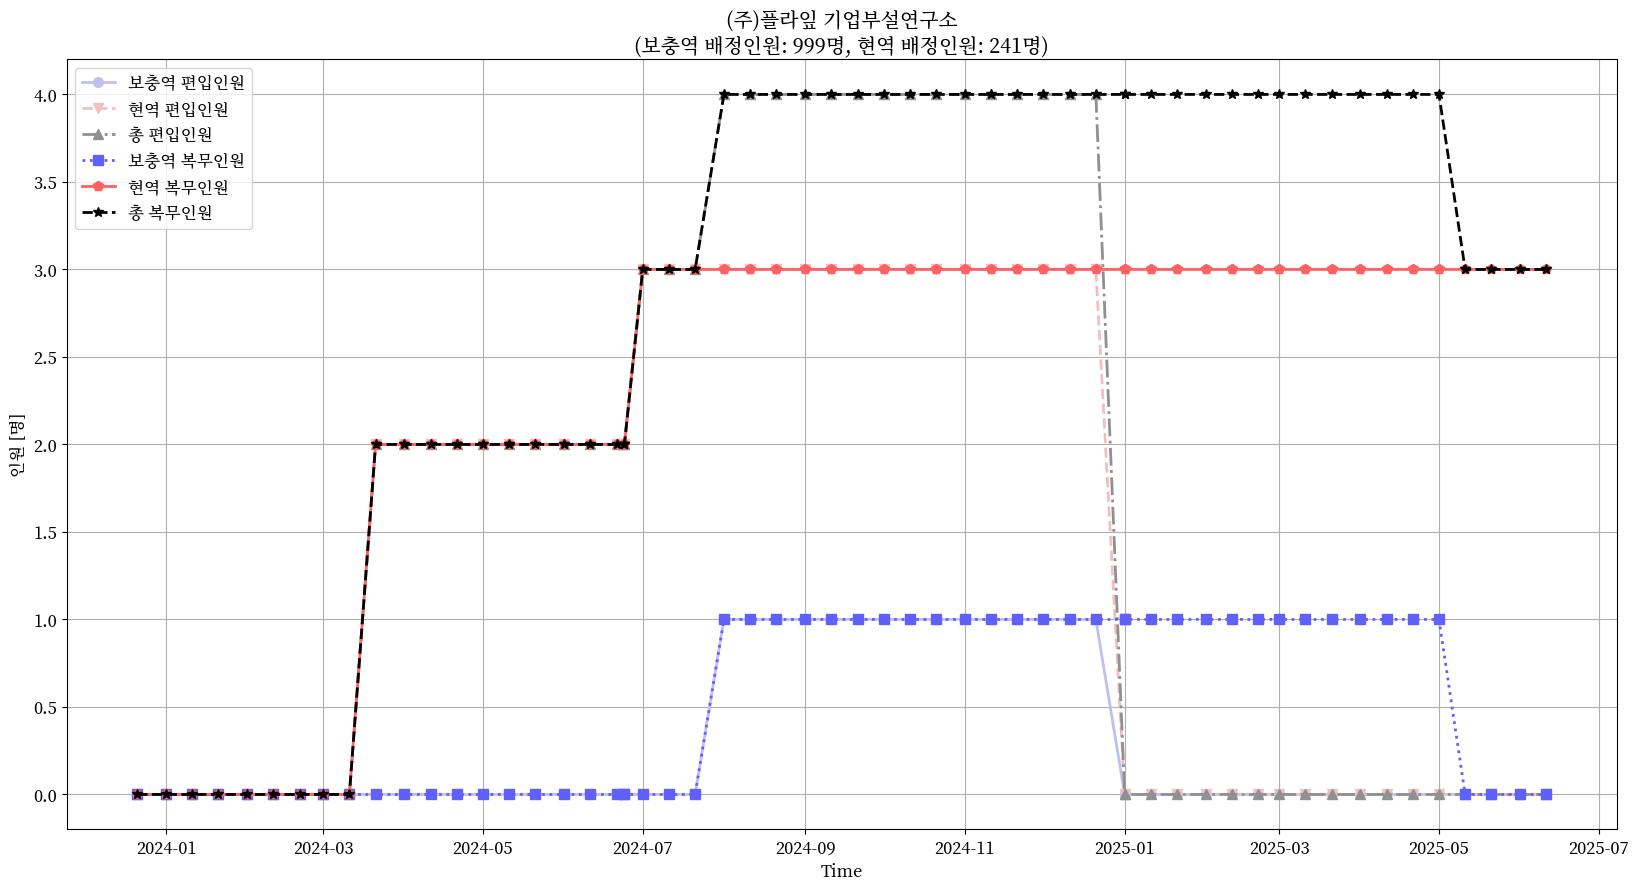 (주)플라잎 기업부설연구소
(보충역 배정인원: 999명, 현역 배정인원: 241명)
보충역 편입인원
현역 편입인원
총 편입인원
보충역 복무인원
현역 복무인원
총 복무인원
4.0
3.5
3.0
2.5
2.0
1.5
1.0
0.5
0.0
인원 [명]
2024-01 2024-03 2024-05 2024-07 2024-09 2024-11 2025-01 2025-03 2025-05 2025-07
Time